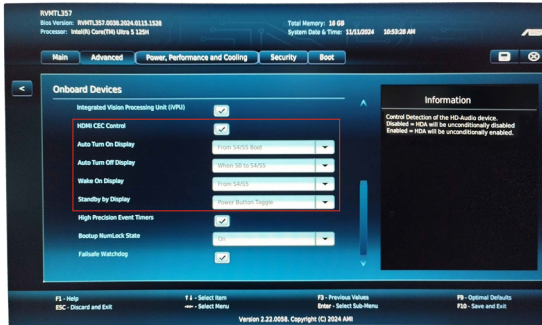 RVMTL357
Bios Version: RVMTL357.0038.2024.0115.1528
Processor: Intel(R) Core(TM) Ultra 5 125H
Total Memory: 16 GB
System Date & Time: 11/11/2024 10:53:28 AM
Main Advanced Power, Performance and Cooling Security Boot
<
Onboard Devices
Integrated Vision Processing Unit (iVPU)
HDMI CEC Control
Auto Turn On Display From S4/S5 Boot
Auto Turn Off Display When S0 to S4/S5
Wake On Display From S4/S5
Standby by Display Power Button Toggle
High Precision Event Timers
Bootup NumLock State On
Failsafe Watchdog
Information
Control Detection of the HD-Audio device.
Disabled = HDA will be unconditionally disabled
Enabled = HDA will be unconditionally enabled.
F1 - Help
ESC - Discard and Exit
↑↓ - Select Item
→← - Select Menu
F3 - Previous Values
Enter - Select Sub-Menu
F9 - Optimal Defaults
F10 - Save and Exit
Version 2.22.0058. Copyright (C) 2024 AMI